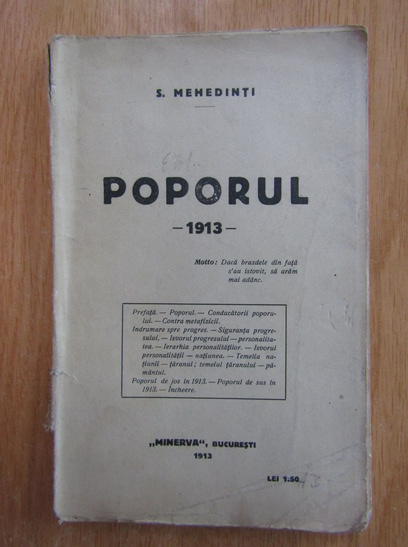 S. MEHEDINȚI
POPORUL
— 1913 —
Motto: Dacă brazdele din față
s'au istovit, să arăm
mai adânc.
Prefață. — Poporul. — Conducătorii poporu-
lui. — Contra metafizicii.
Indrumare spre progres. — Siguranța progre-
sului. — Isvorul progresului — personalita-
tea. — Ierarhia personalităților. — Isvorul
personalității — națiunea. — Temelia na-
țiunii — țăranul; temeiul țăranului — pă-
mântul.
Poporul de jos în 1913. — Poporul de sus în
1913. — Încheere.
„MINERVA“, BUCUREȘTI
1913
LEI 1.50